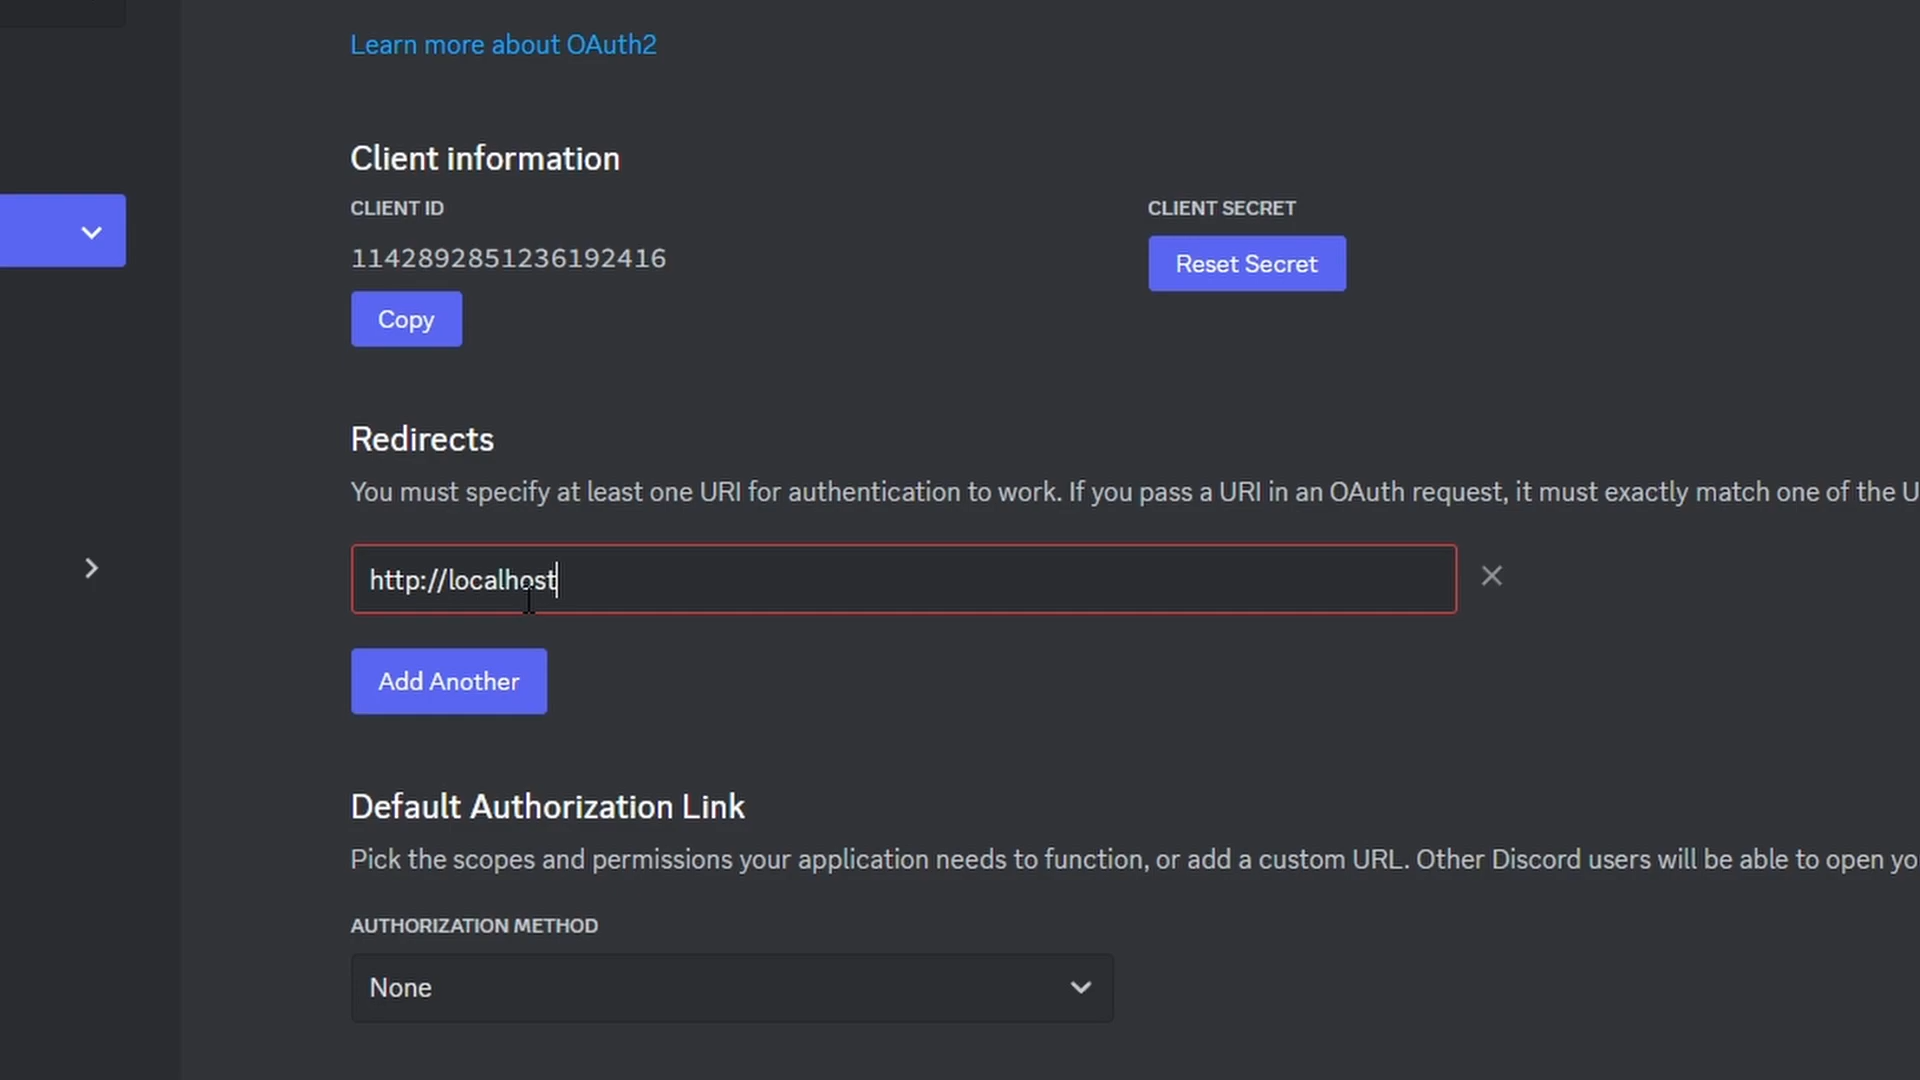 Learn more about OAuth2
Client information
CLIENT ID
CLIENT SECRET
1142892851236192416
Reset Secret
Copy
Redirects
You must specify at least one URI for authentication to work. If you pass a URI in an OAuth request, it must exactly match one of the U
http://localhost
Add Another
Default Authorization Link
Pick the scopes and permissions your application needs to function, or add a custom URL. Other Discord users will be able to open yo
AUTHORIZATION METHOD
None